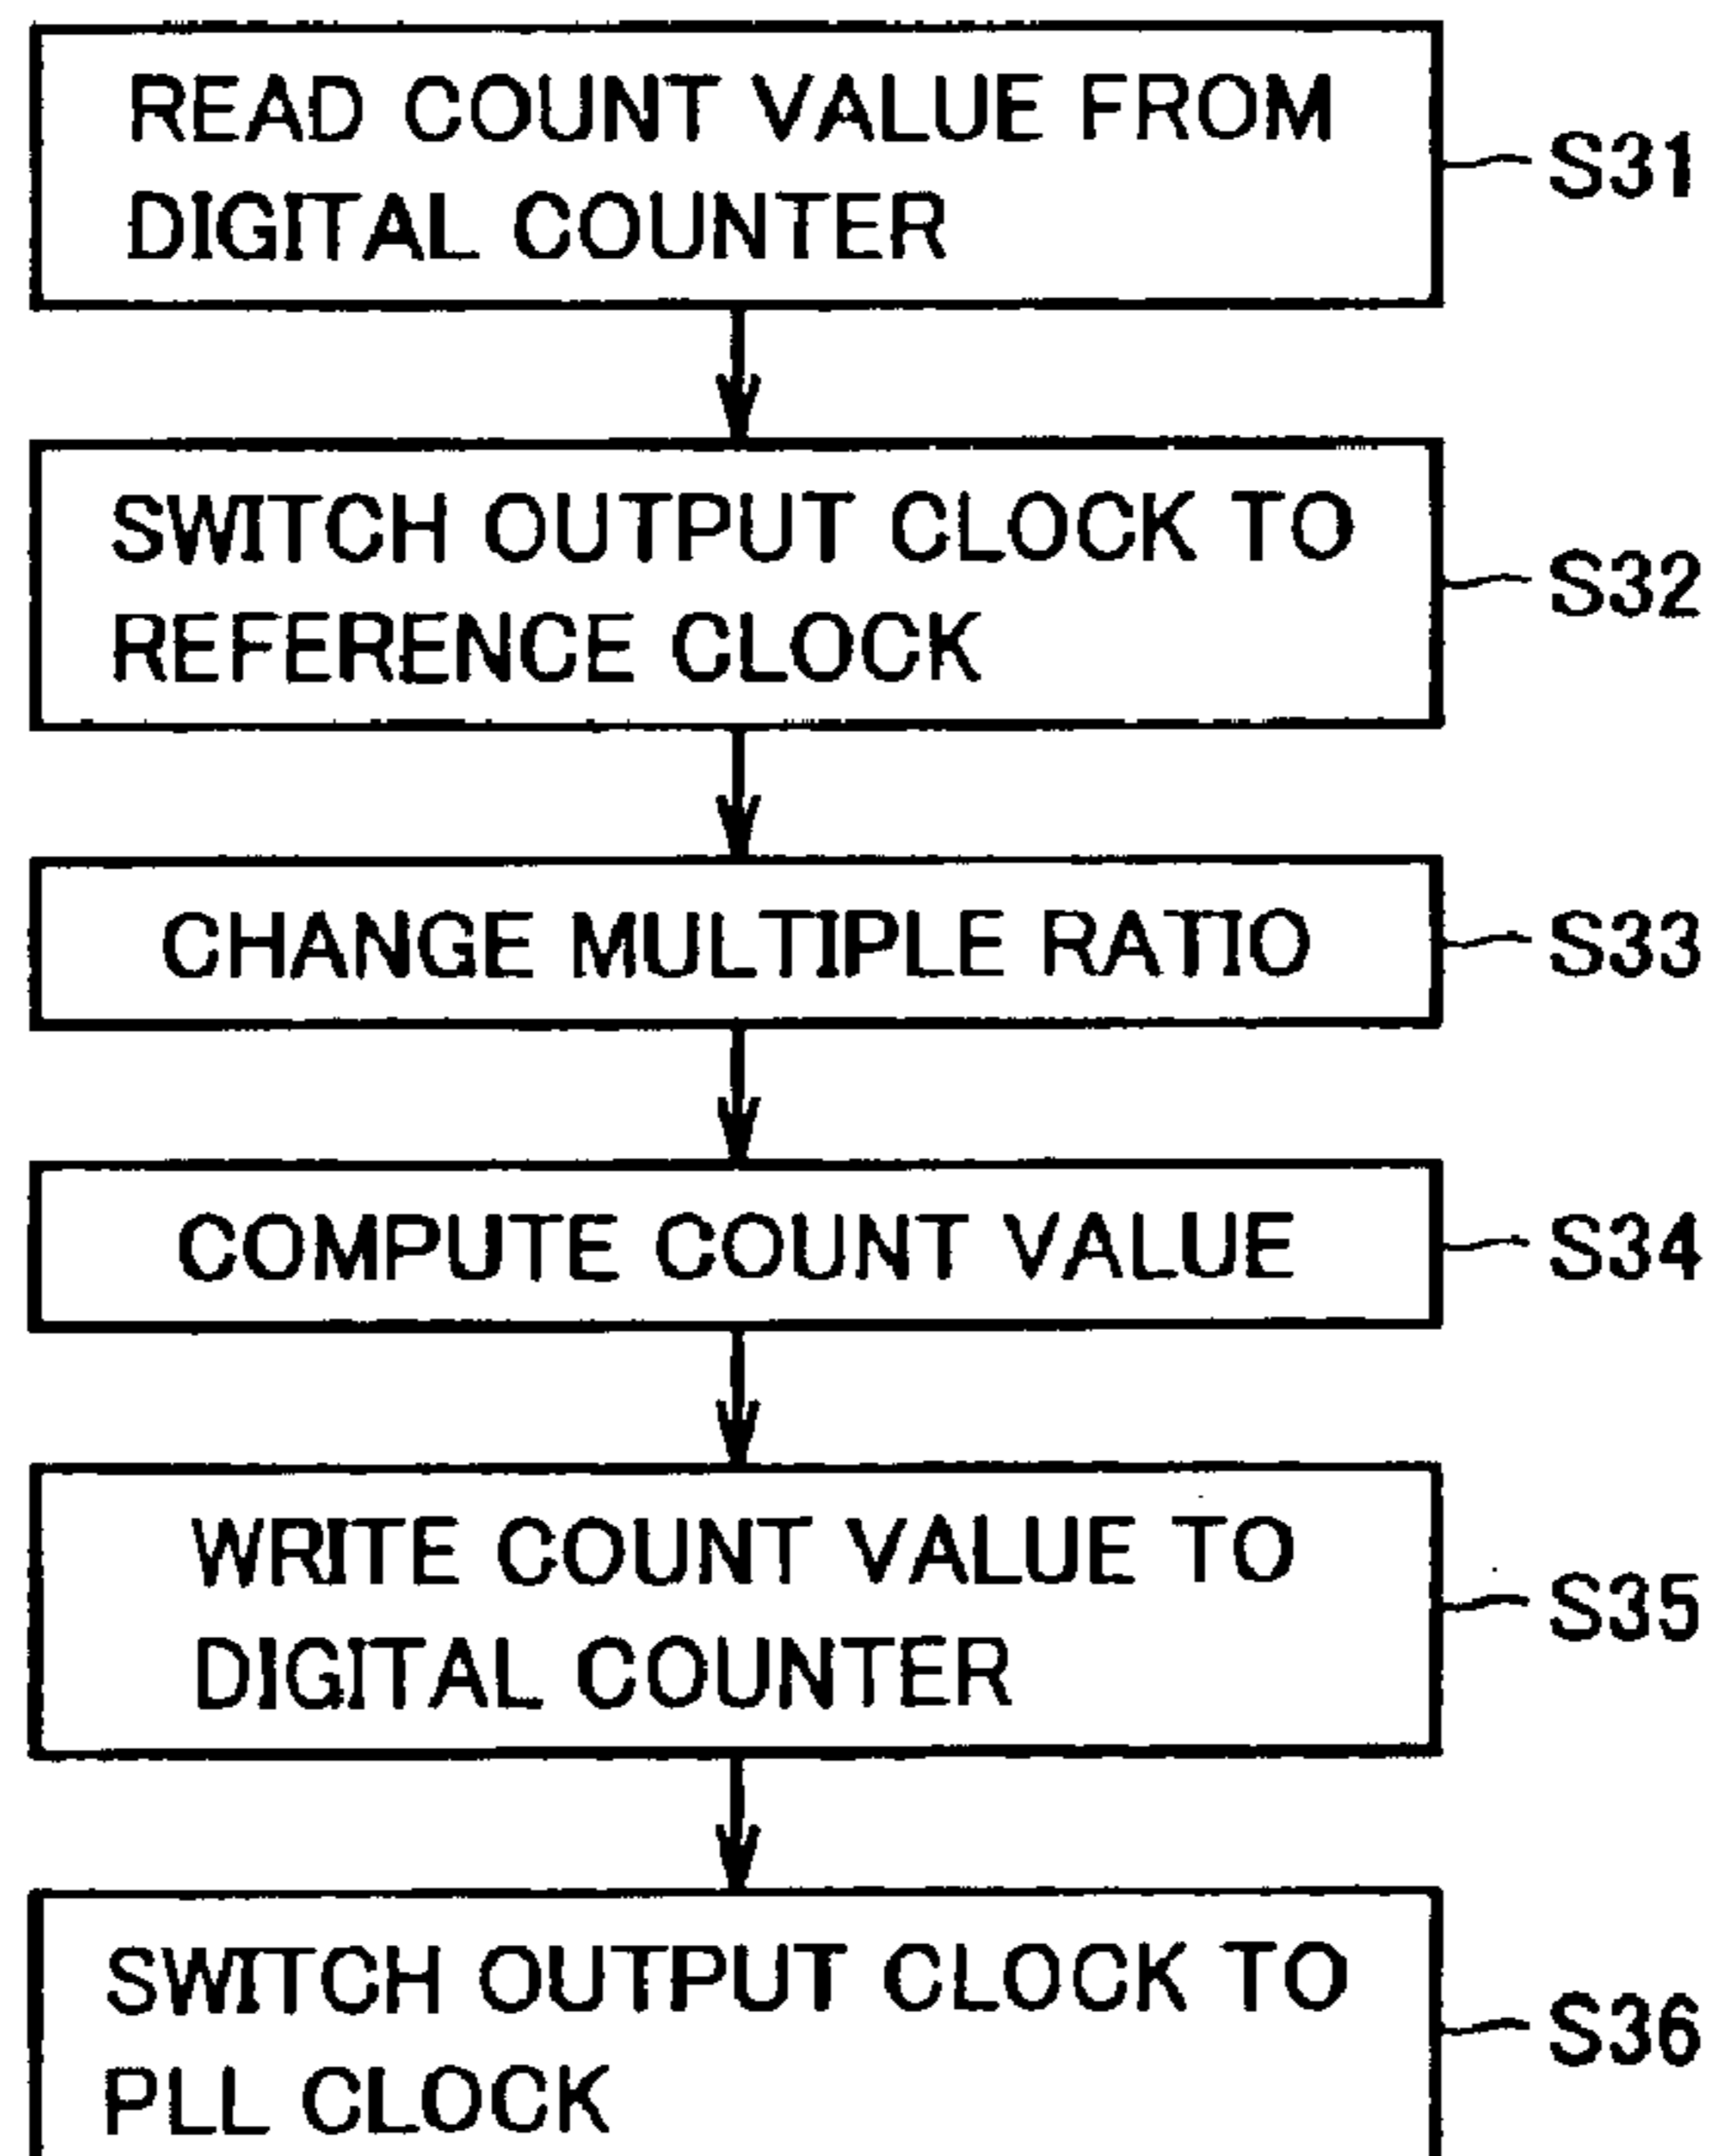 READ COUNT VALUE FROM
DIGITAL COUNTER
S31
SWITCH OUTPUT CLOCK TO
REFERENCE CLOCK
S32
CHANGE MULTIPLE RATIO
S33
COMPUTE COUNT VALUE
S34
WRITE COUNT VALUE TO
DIGITAL COUNTER
S35
SWITCH OUTPUT CLOCK TO
PLL CLOCK
S36